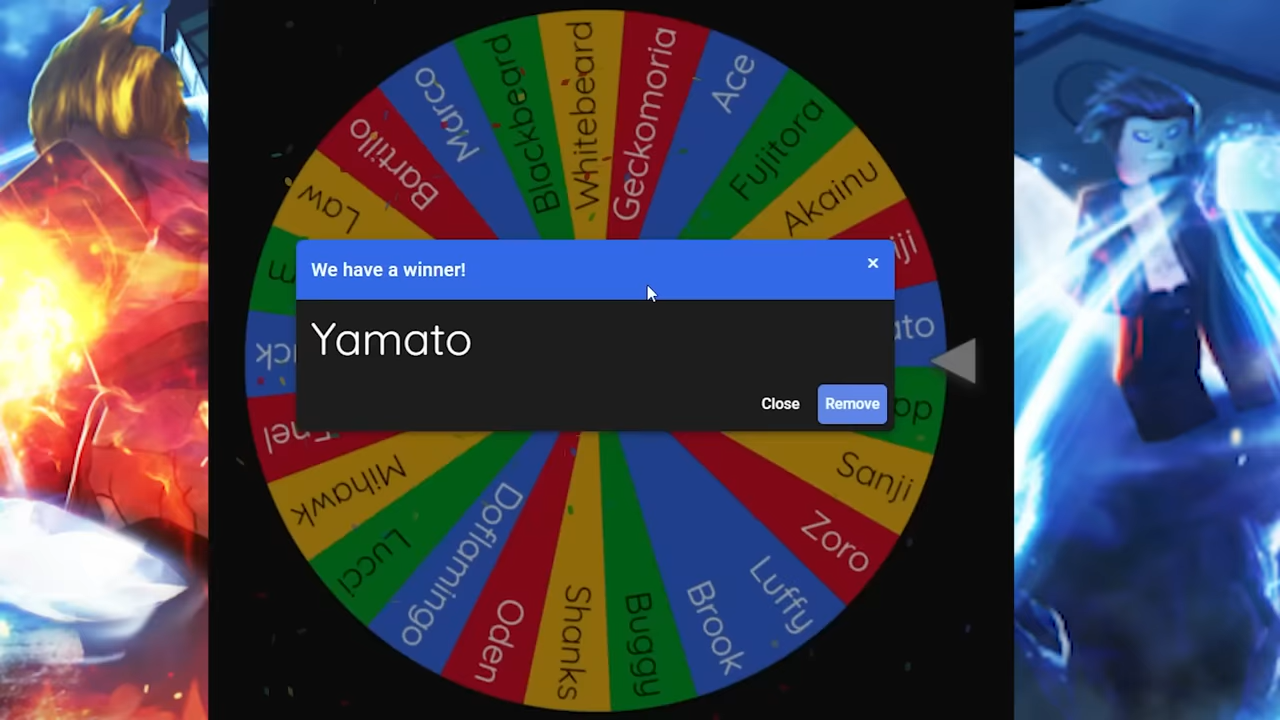 We have a winner!
Yamato
Close
Remove
Whitebeard
Geckomoria
Ace
Fujitora
Akainu
Sanji
Zoro
Luffy
Brook
Buggy
Shanks
Oden
Doflamingo
Lucci
Mihawk
Law
Bartillo
Marco
Blackbeard